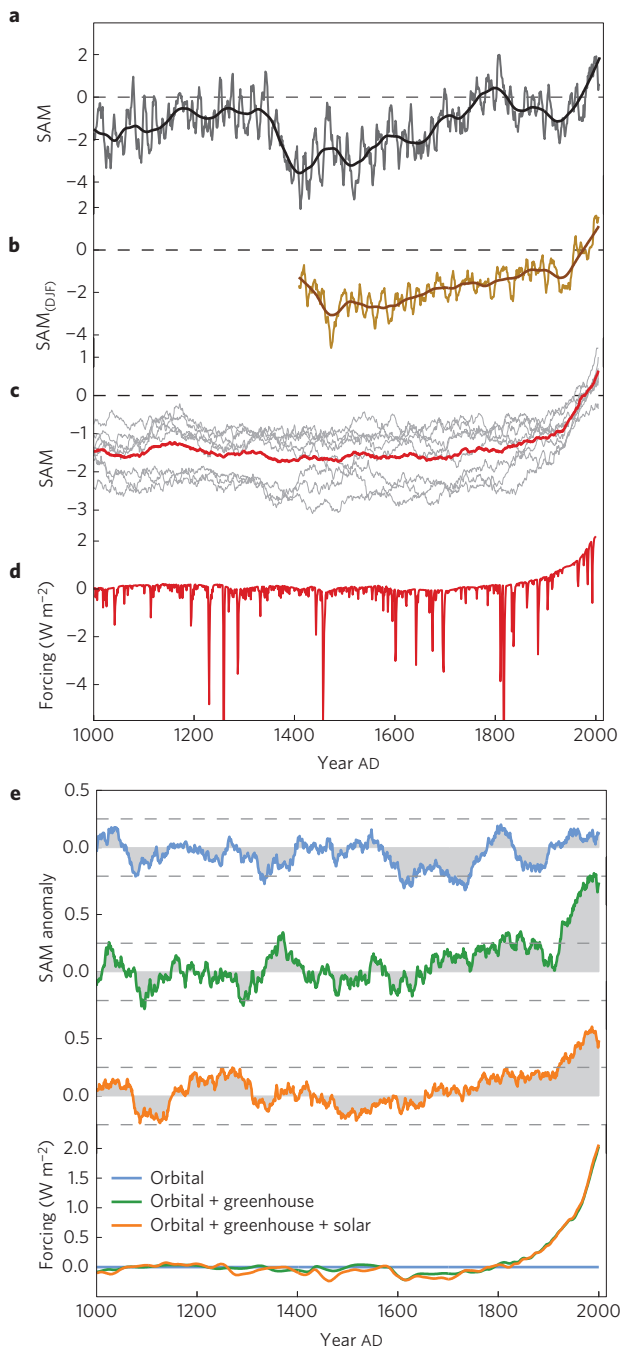 a
2
0
−2
−4
SAM
b
2
0
−2
−4
SAM(DJF)
c
1
0
−1
−2
−3
SAM
d
2
0
−2
−4
Forcing (W m−2)
1000 1200 1400 1600 1800 2000
Year AD
e
0.5
0.0
0.5
0.0
0.5
0.0
SAM anomaly
2.0
1.5
1.0
0.5
0.0
Forcing (W m−2)
Orbital
Orbital + greenhouse
Orbital + greenhouse + solar
1000 1200 1400 1600 1800 2000
Year AD